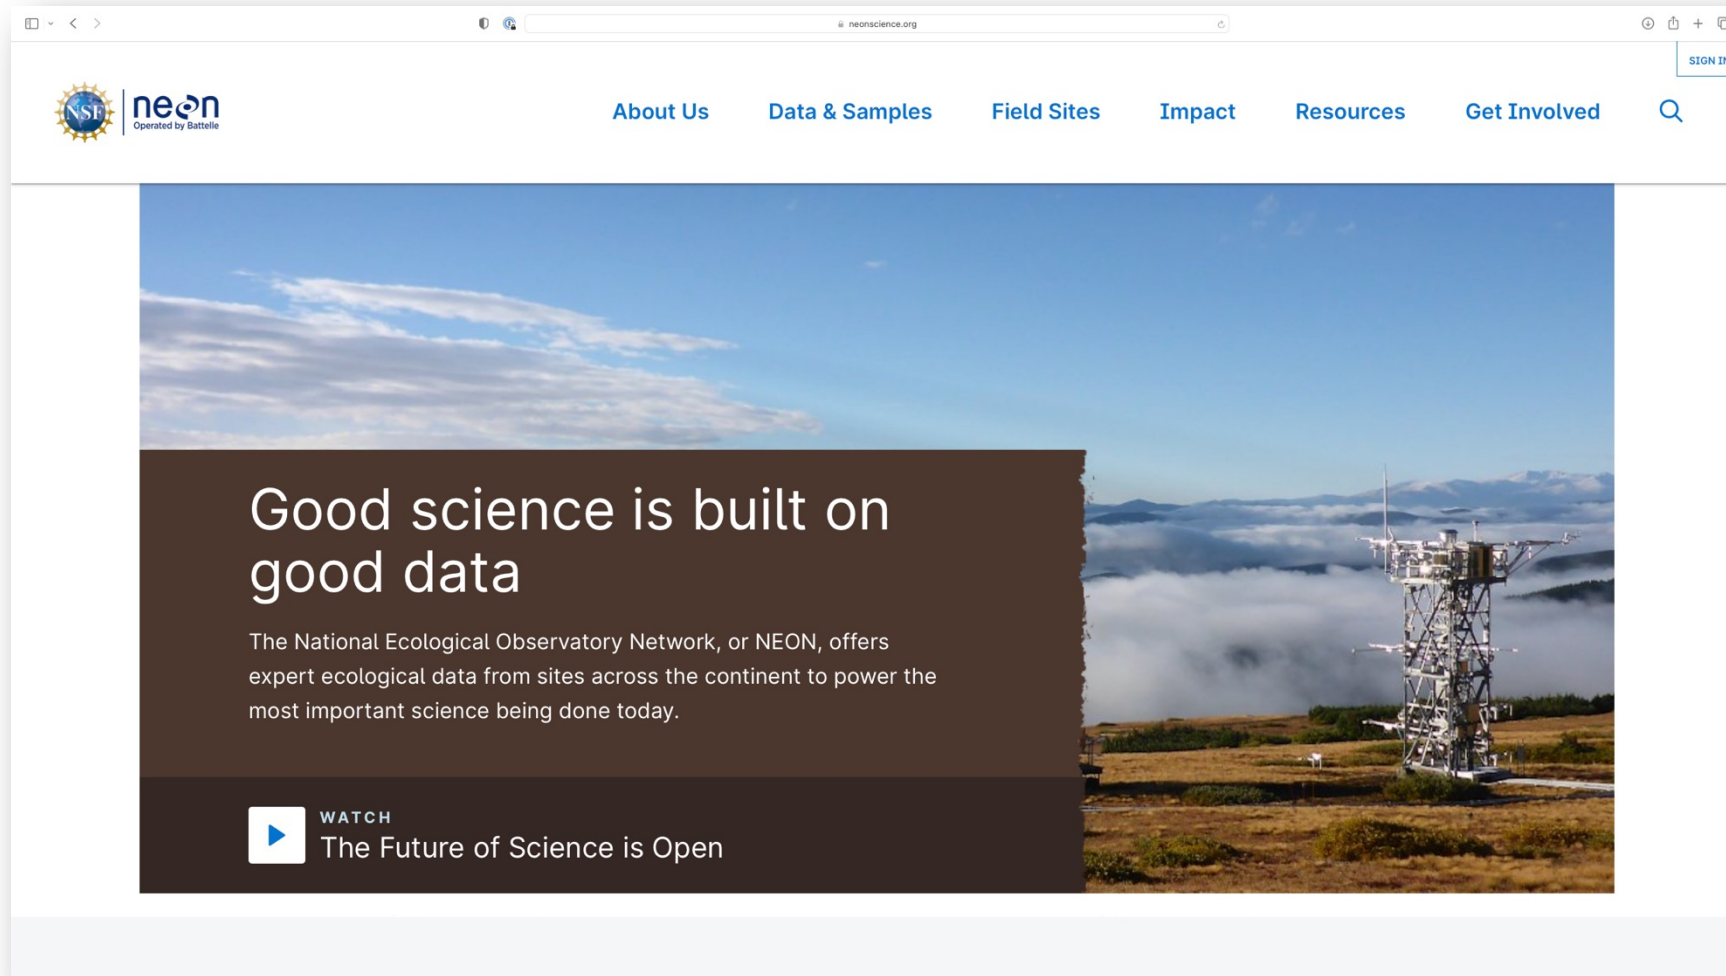 neonscience.org
SIGN IN
NSF
neon
Operated by Battelle
About Us
Data & Samples
Field Sites
Impact
Resources
Get Involved
Good science is built on
good data
The National Ecological Observatory Network, or NEON, offers
expert ecological data from sites across the continent to power the
most important science being done today.
WATCH
The Future of Science is Open